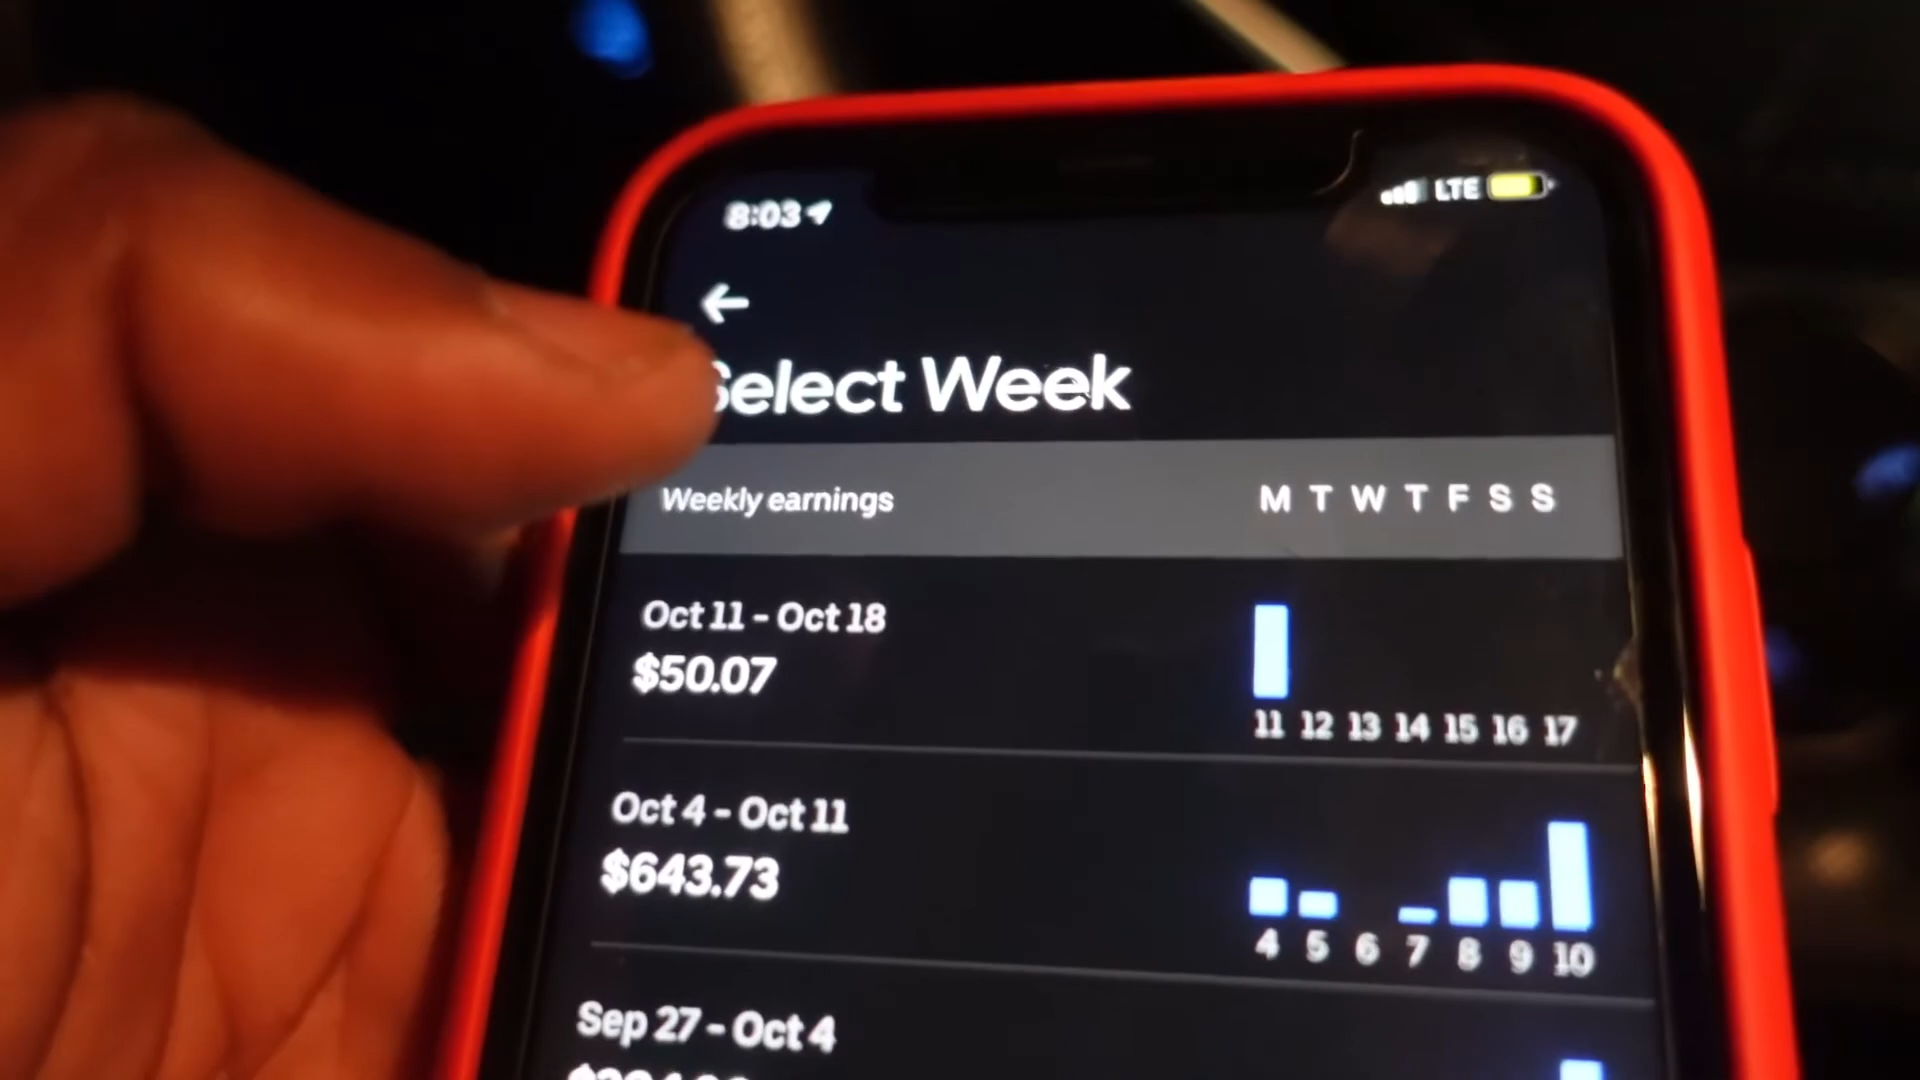 8:03 LTE
Select Week
Weekly earnings M T W T F S S
Oct 11 - Oct 18
$50.07
11 12 13 14 15 16 17
Oct 4 - Oct 11
$643.73
4 5 6 7 8 9 10
Sep 27 - Oct 4